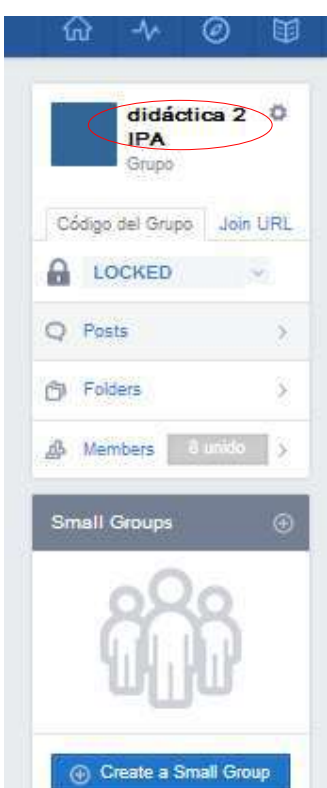 didáctica 2
IPA
Grupo
Código del Grupo Join URL
LOCKED
Posts
Folders
Members 8 unido
Small Groups
Create a Small Group